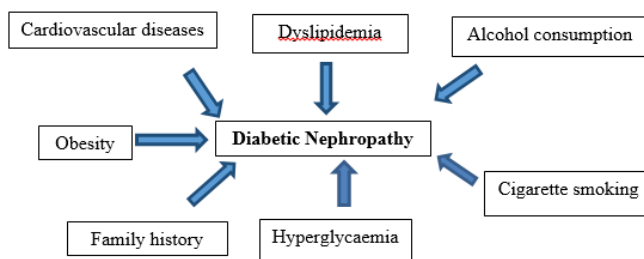 Cardiovascular diseases
Dyslipidemia
Alcohol consumption
Obesity
Diabetic Nephropathy
Cigarette smoking
Family history
Hyperglycaemia